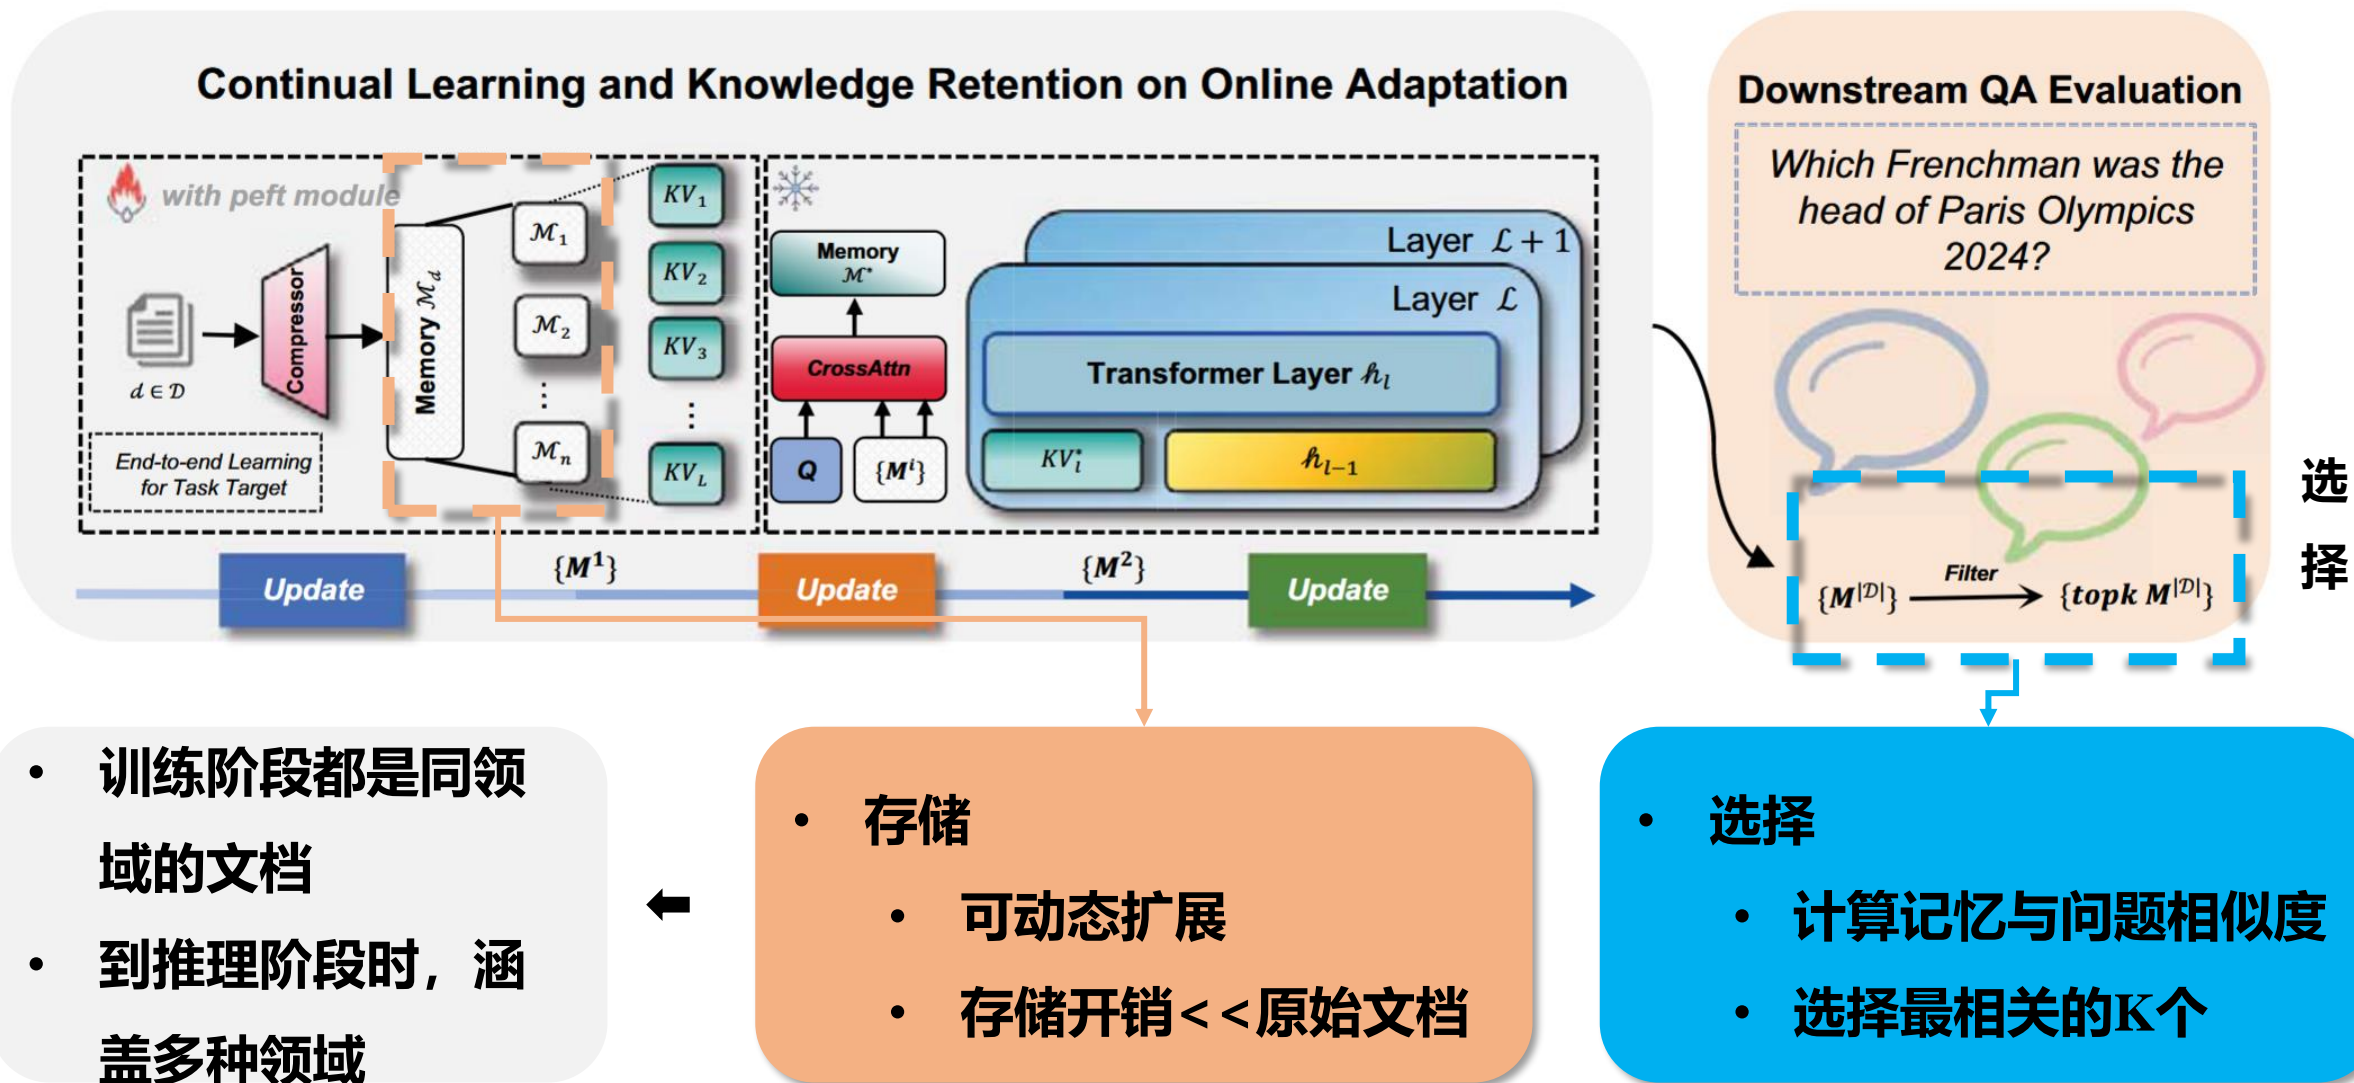 Continual Learning and Knowledge Retention on Online Adaptation
with peft module
d ∈ 𝒟
Compressor
Memory ℳ_d
ℳ₁
ℳ₂
⋮
ℳₙ
KV₁
KV₂
KV₃
⋮
KV_L
End-to-end Learning
for Task Target
Memory
ℳ*
CrossAttn
Q
{Mⁱ}
Layer ℒ + 1
Layer ℒ
Transformer Layer h_l
KV_l*
h_{l−1}
Update
{M¹}
Update
{M²}
Update
Downstream QA Evaluation
Which Frenchman was the
head of Paris Olympics
2024?
{M^{|𝒟|}}
Filter
{topk M^{|𝒟|}}
选
择
• 训练阶段都是同领
域的文档
• 到推理阶段时，涵
盖多种领域
• 存储
• 可动态扩展
• 存储开销<<原始文档
• 选择
• 计算记忆与问题相似度
• 选择最相关的K个